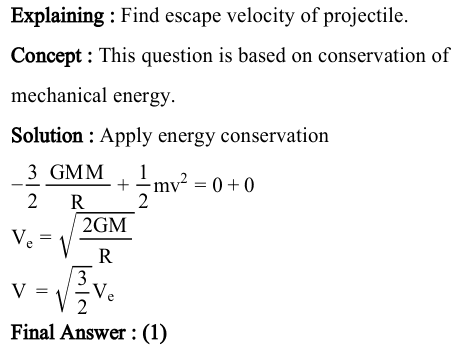 Explaining : Find escape velocity of projectile.
Concept : This question is based on conservation of
mechanical energy.
Solution : Apply energy conservation
−3/2 GMM/R + 1/2 mv² = 0 + 0
Vₑ = √(2GM/R)
V = √(3/2) Vₑ
Final Answer : (1)